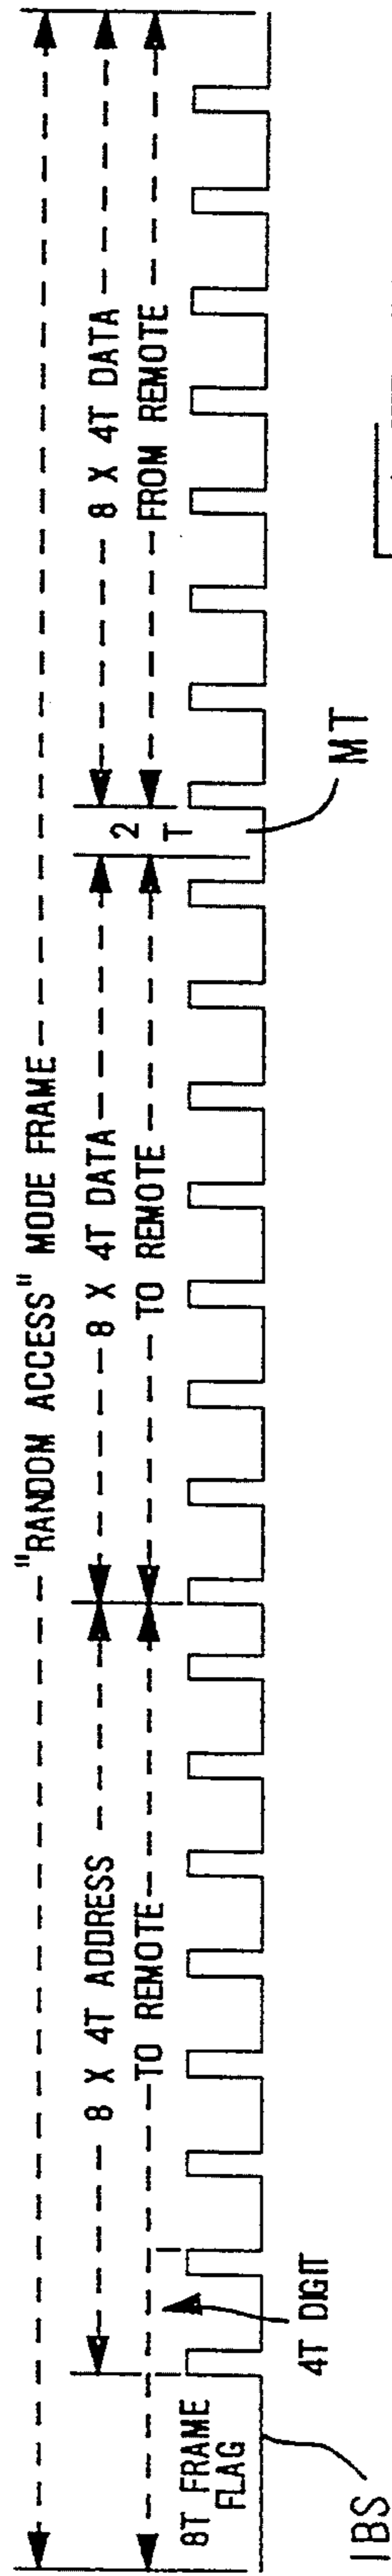 "RANDOM ACCESS" MODE FRAME
8 X 4T ADDRESS
8 X 4T DATA
8 X 4T DATA
TO REMOTE
TO REMOTE
FROM REMOTE
8T FRAME
FLAG
2
T
4T DIGIT
IBS
MT